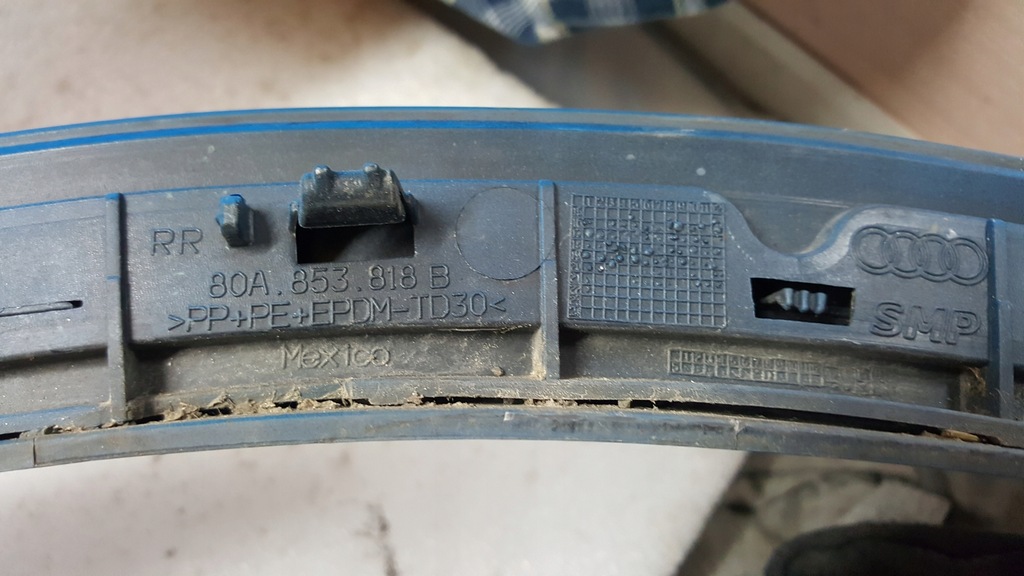 RR
80A.853.818 B
>PP+PE+EPDM-TD30<
Mexico
SMP